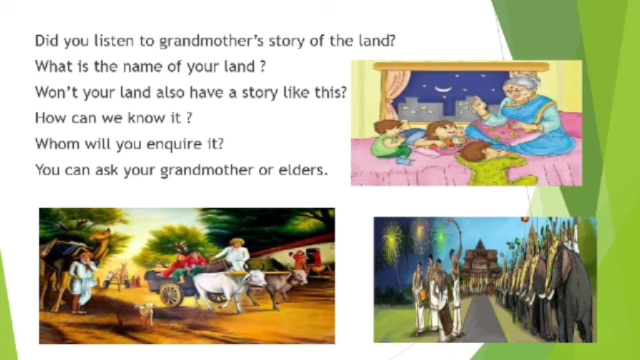 Did you listen to grandmother's story of the land?
What is the name of your land ?
Won't your land also have a story like this?
How can we know it ?
Whom will you enquire it?
You can ask your grandmother or elders.